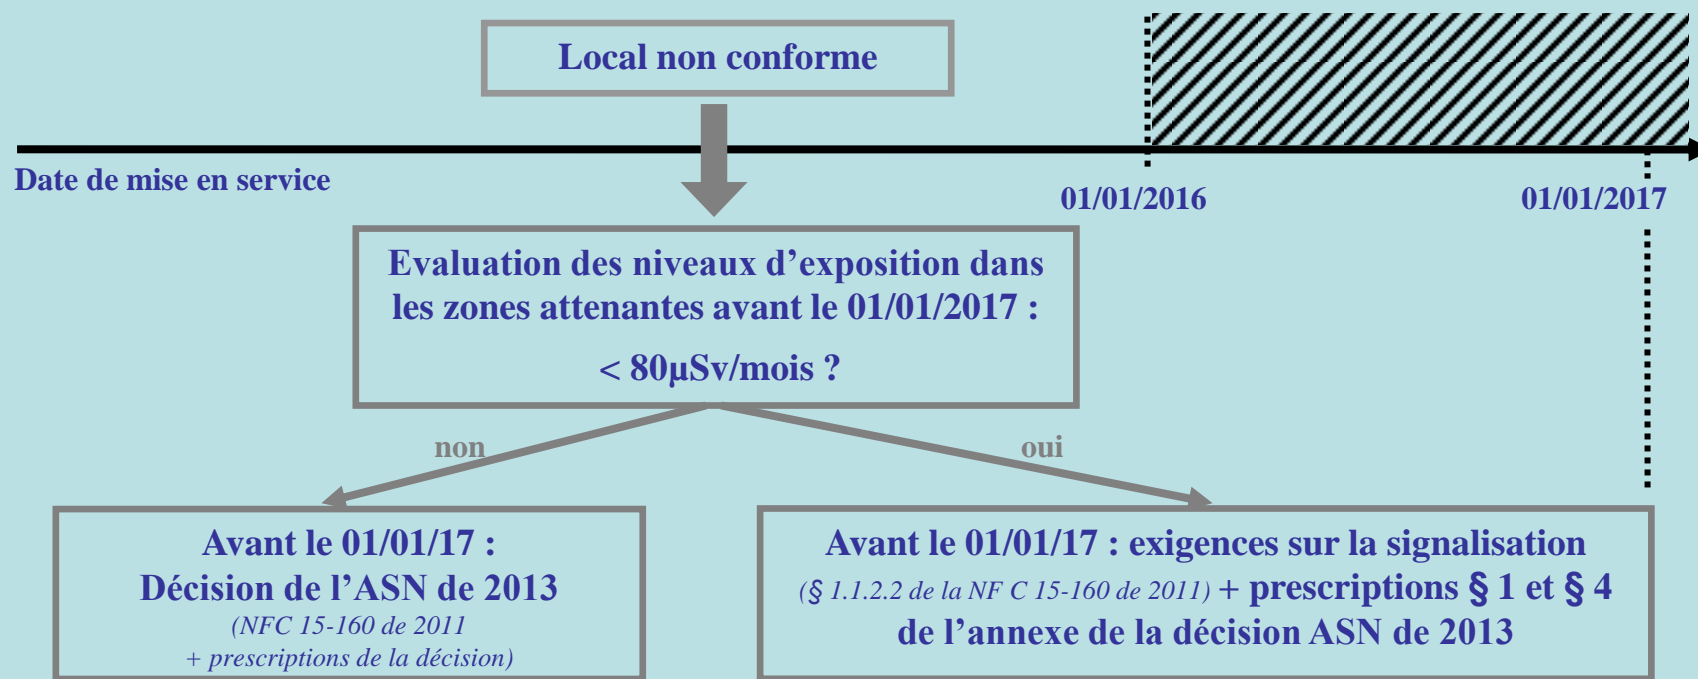 Local non conforme
Date de mise en service
01/01/2016
01/01/2017
Evaluation des niveaux d’exposition dans
les zones attenantes avant le 01/01/2017 :
< 80µSv/mois ?
non
oui
Avant le 01/01/17 :
Décision de l’ASN de 2013
(NFC 15-160 de 2011
+ prescriptions de la décision)
Avant le 01/01/17 : exigences sur la signalisation
(§ 1.1.2.2 de la NF C 15-160 de 2011) + prescriptions § 1 et § 4
de l’annexe de la décision ASN de 2013